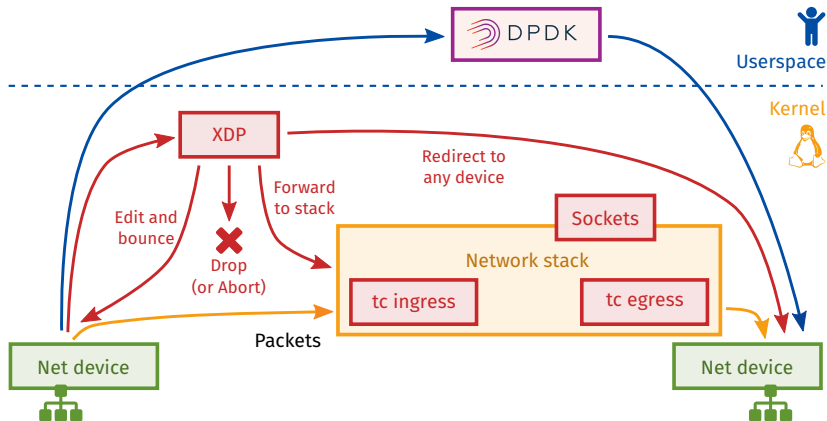 DPDK
Userspace
Kernel
XDP
Redirect to
any device
Forward
to stack
Edit and
bounce
Sockets
Drop
(or Abort)
Network stack
tc ingress
tc egress
Packets
Net device
Net device